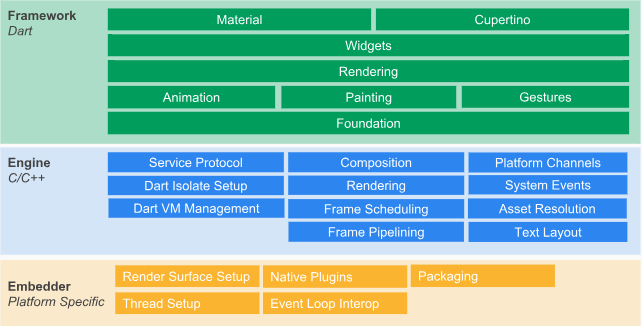 Framework
Dart
Material Cupertino
Widgets
Rendering
Animation Painting Gestures
Foundation
Engine
C/C++
Service Protocol Composition Platform Channels
Dart Isolate Setup Rendering System Events
Dart VM Management Frame Scheduling Asset Resolution
Frame Pipelining Text Layout
Embedder
Platform Specific
Render Surface Setup Native Plugins Packaging
Thread Setup Event Loop Interop